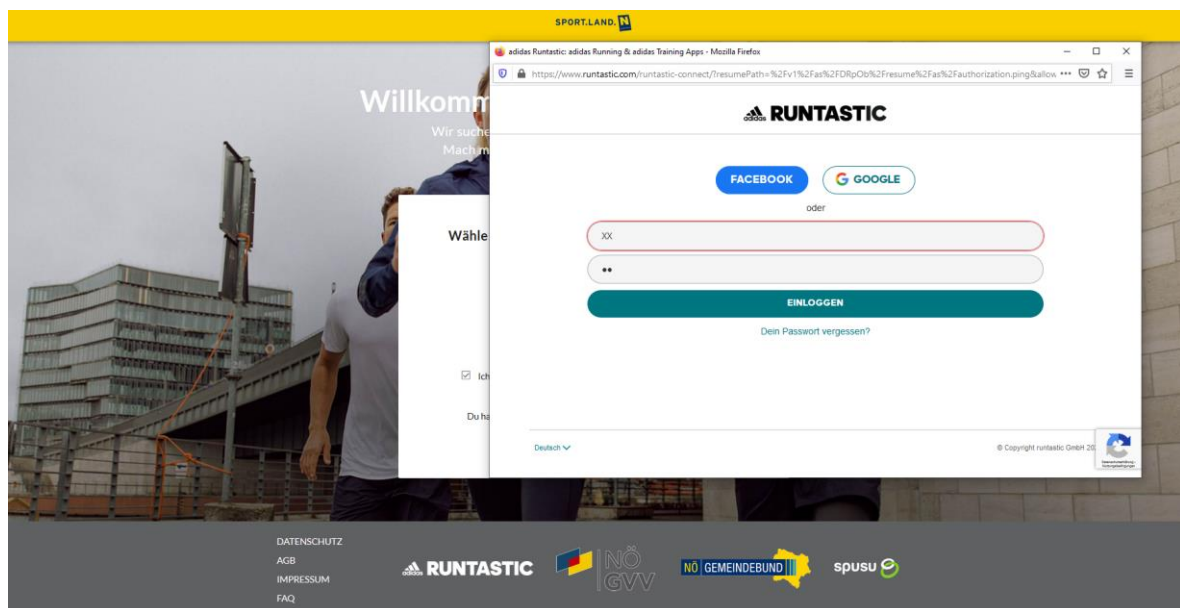 SPORT.LAND.N
adidas Runtastic: adidas Running & adidas Training Apps - Mozilla Firefox
https://www.runtastic.com/runtastic-connect/?resumePath=%2Fv1%2Fas%2FDRpOb%2Fresume%2Fas%2Fauthorization.ping&allow
adidas RUNTASTIC
Willkomm
Wir suche
Mach m
FACEBOOK
G GOOGLE
oder
Wähle
XX
••
EINLOGGEN
Dein Passwort vergessen?
Ich
Du ha
Deutsch
© Copyright runtastic GmbH 20
DATENSCHUTZ
AGB
IMPRESSUM
FAQ
adidas RUNTASTIC
NÖ
GVV
NÖ GEMEINDEBUND
spusu